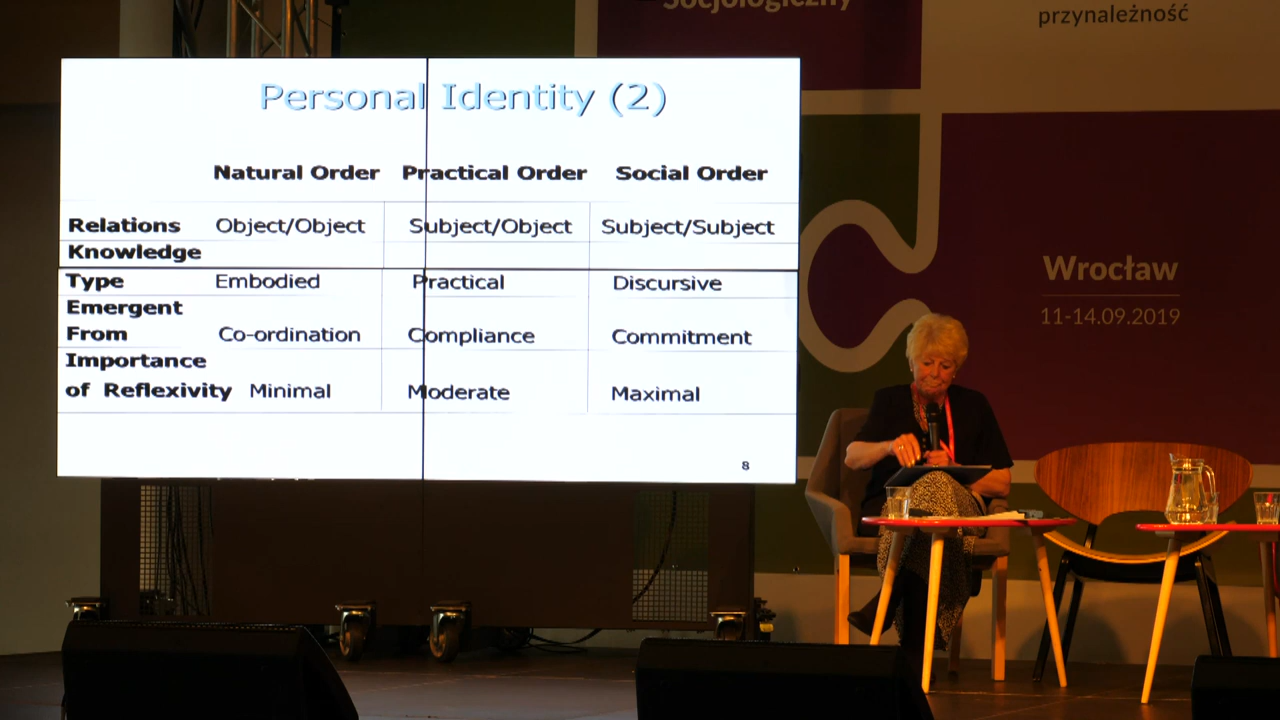 Socjologiczny
przynależność
Personal Identity (2)
Natural Order Practical Order Social Order
Relations Object/Object Subject/Object Subject/Subject
Knowledge
Type Embodied Practical Discursive
Emergent
From Co-ordination Compliance Commitment
Importance
of Reflexivity Minimal Moderate Maximal
8
Wrocław
11-14.09.2019